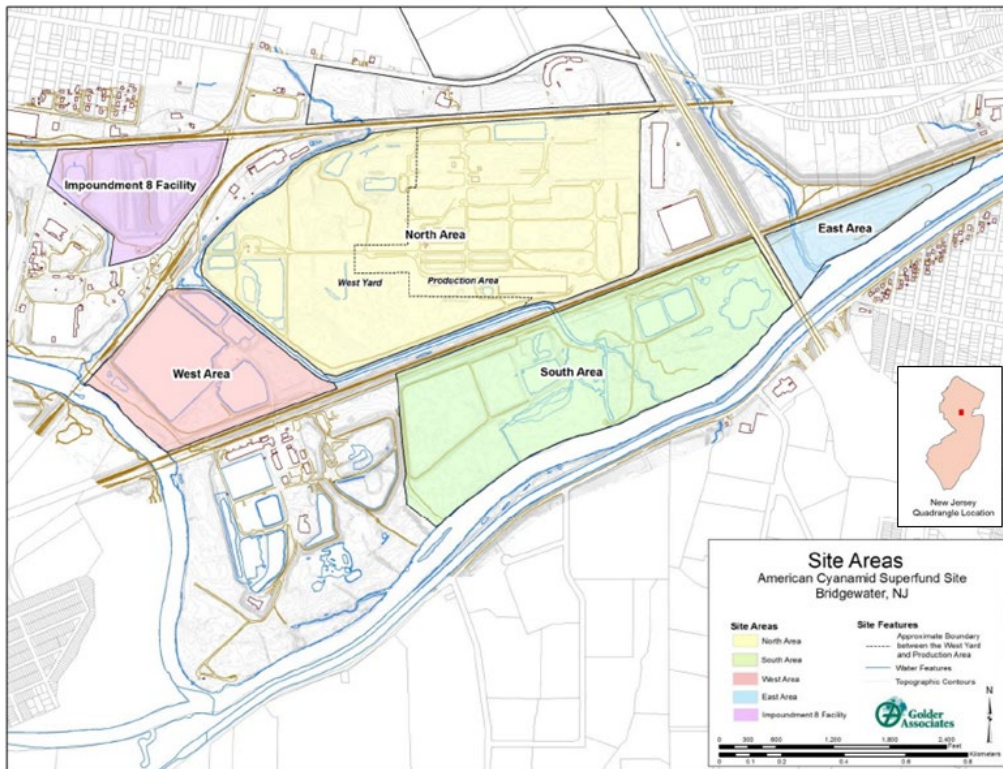 Impoundment 8 Facility
North Area
East Area
West Yard
Production Area
West Area
South Area
New Jersey
Quadrangle Location
Site Areas
American Cyanamid Superfund Site
Bridgewater, NJ
Site Areas
North Area
South Area
West Area
East Area
Impoundment 8 Facility
Site Features
Approximate Boundary
between the West Yard
and Production Area
Water Features
Topographic Contours
N
Golder
Associates
0 300 600 1,200 1,800 2,400
Feet
Kilometers
0 0.1 0.2 0.4 0.6 0.8